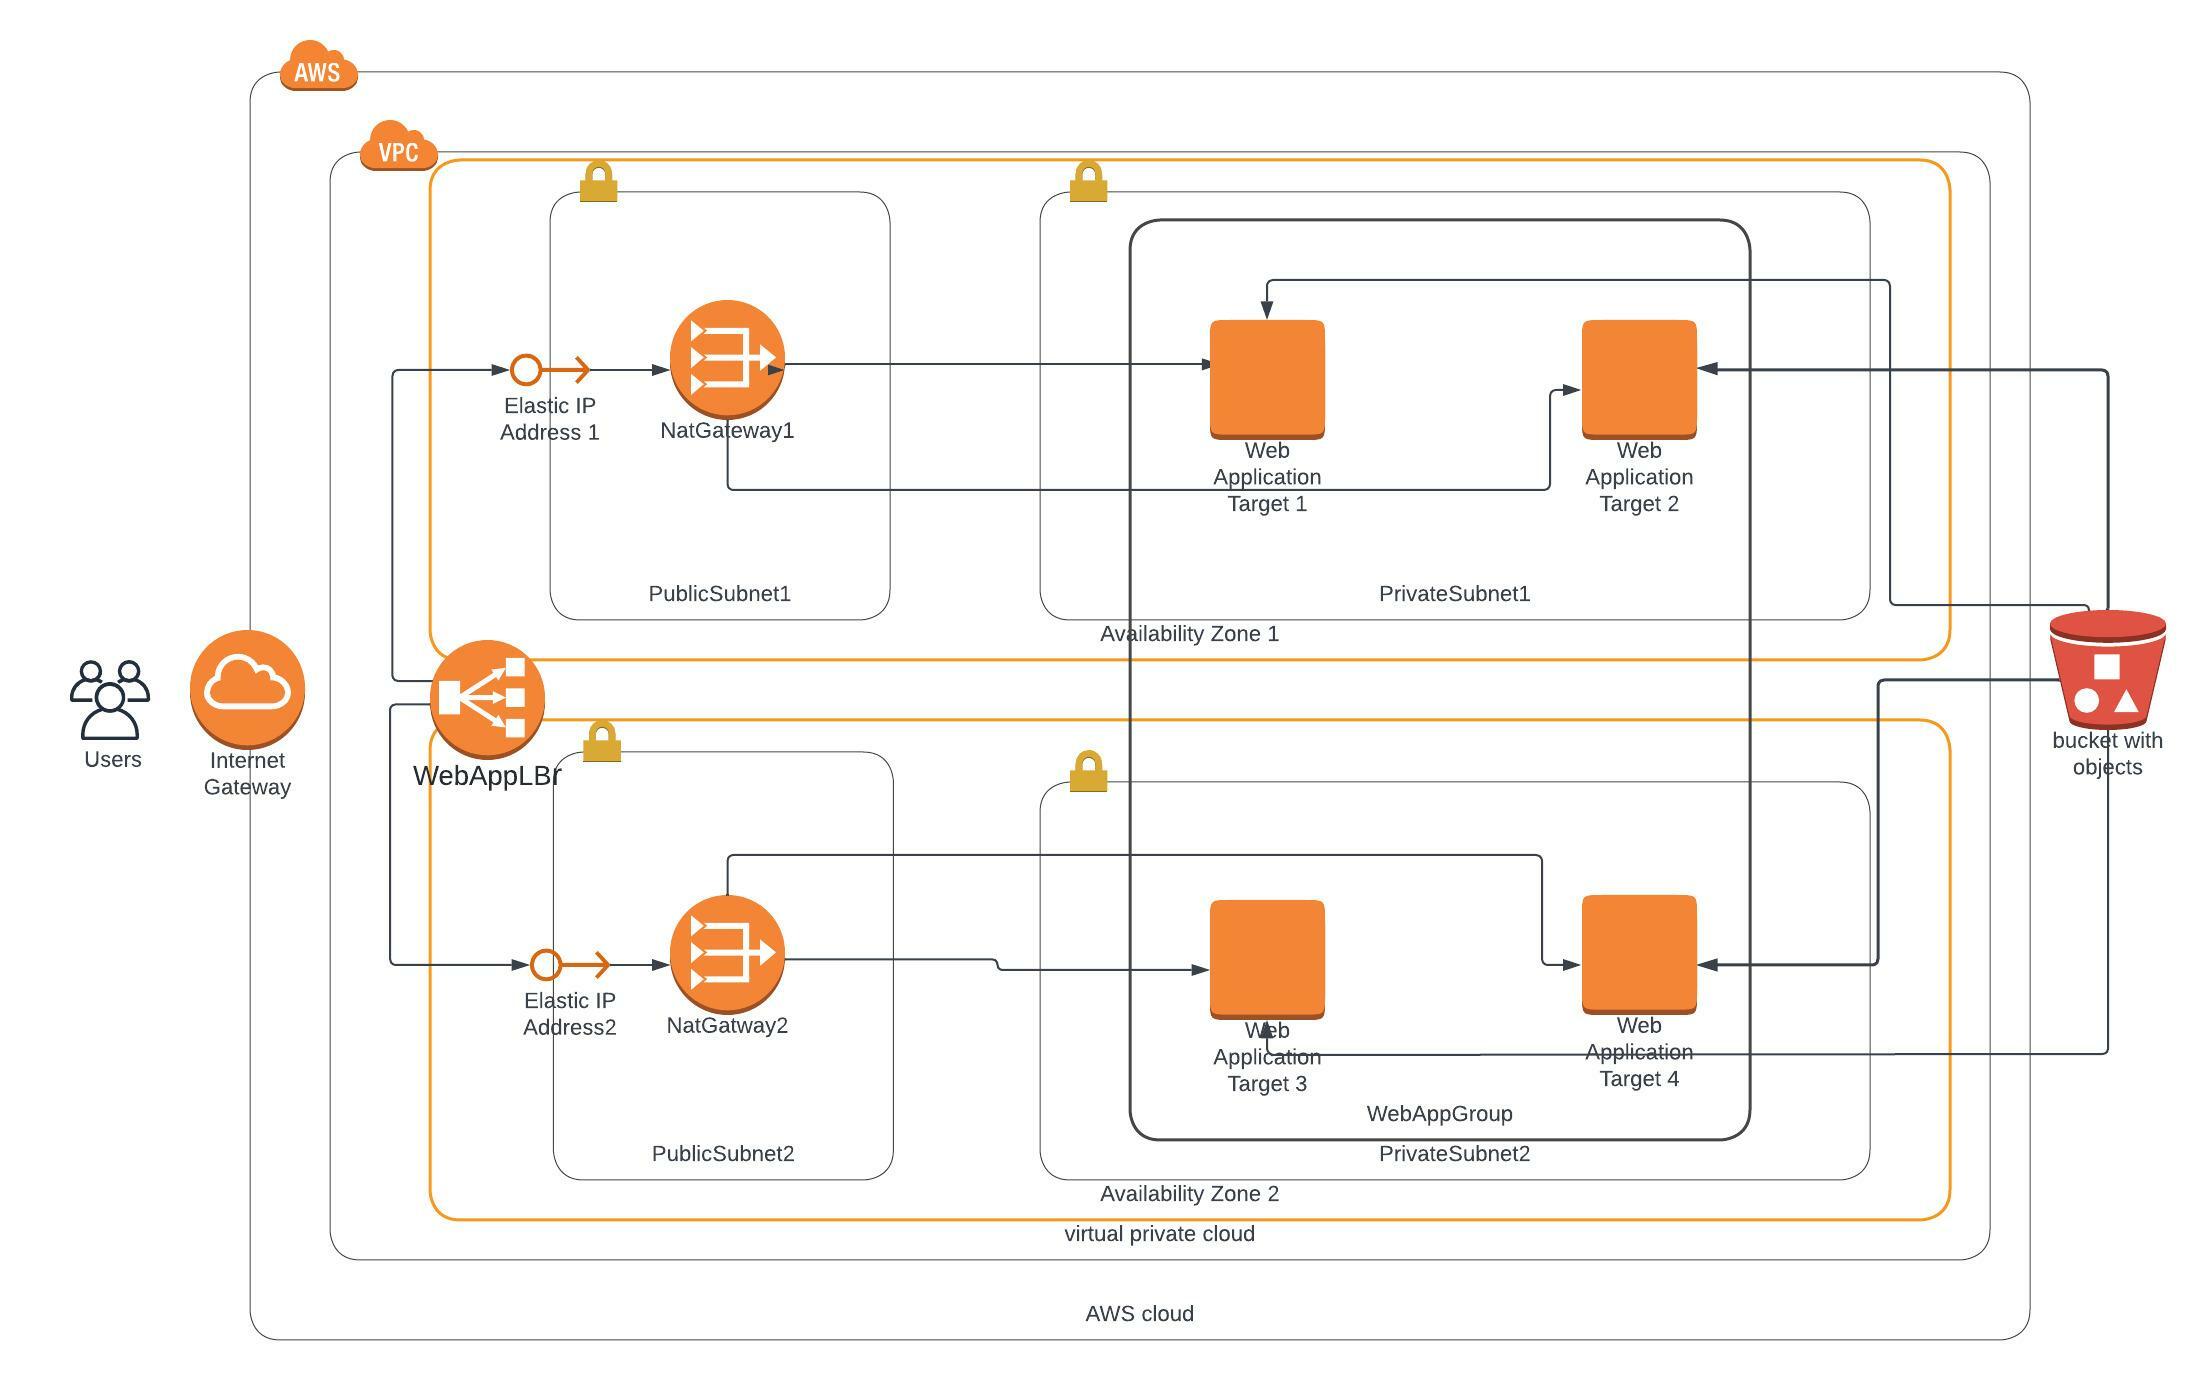 AWS
VPC
Elastic IP
Address 1
NatGateway1
Web
Application
Target 1
Web
Application
Target 2
PublicSubnet1
PrivateSubnet1
Availability Zone 1
Users
Internet
Gateway
WebAppLBr
bucket with
objects
Elastic IP
Address2
NatGatway2
Web
Application
Target 3
Web
Application
Target 4
WebAppGroup
PublicSubnet2
PrivateSubnet2
Availability Zone 2
virtual private cloud
AWS cloud